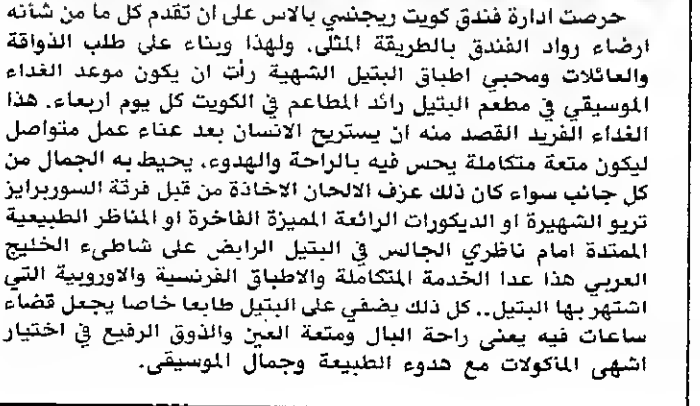 حرصت ادارة فندق كويت ريجنسي بالاس على ان تقدم كل ما من شأنه
ارضاء رواد الفندق بالطريقة المثلى. ولهذا وبناء على طلب الذواقة
والعائلات ومحبي اطباق البتيل الشهية رأت ان يكون موعد الغداء
الموسيقي في مطعم البتيل رائد المطاعم في الكويت كل يوم اربعاء. هذا
الغداء الفريد القصد منه ان يستريح الانسان بعد عناء عمل متواصل
ليكون متعة متكاملة يحس فيه بالراحة والهدوء. يحيط به الجمال من
كل جانب سواء كان ذلك عزف الالحان الاخاذة من قبل فرقة السوربرايز
تريو الشهيرة او الديكورات الرائعة المميزة الفاخرة او المناظر الطبيعية
الممتدة امام ناظري الجالس في البتيل الرابض على شاطىء الخليج
العربي هذا عدا الخدمة المتكاملة والاطباق الفرنسية والاوروبية التي
اشتهر بها البتيل.. كل ذلك يضفي على البتيل طابعا خاصا يجعل قضاء
ساعات فيه يعنى راحة البال ومتعة العين والذوق الرفيع في اختيار
اشهى المأكولات مع هدوء الطبيعة وجمال الموسيقى.